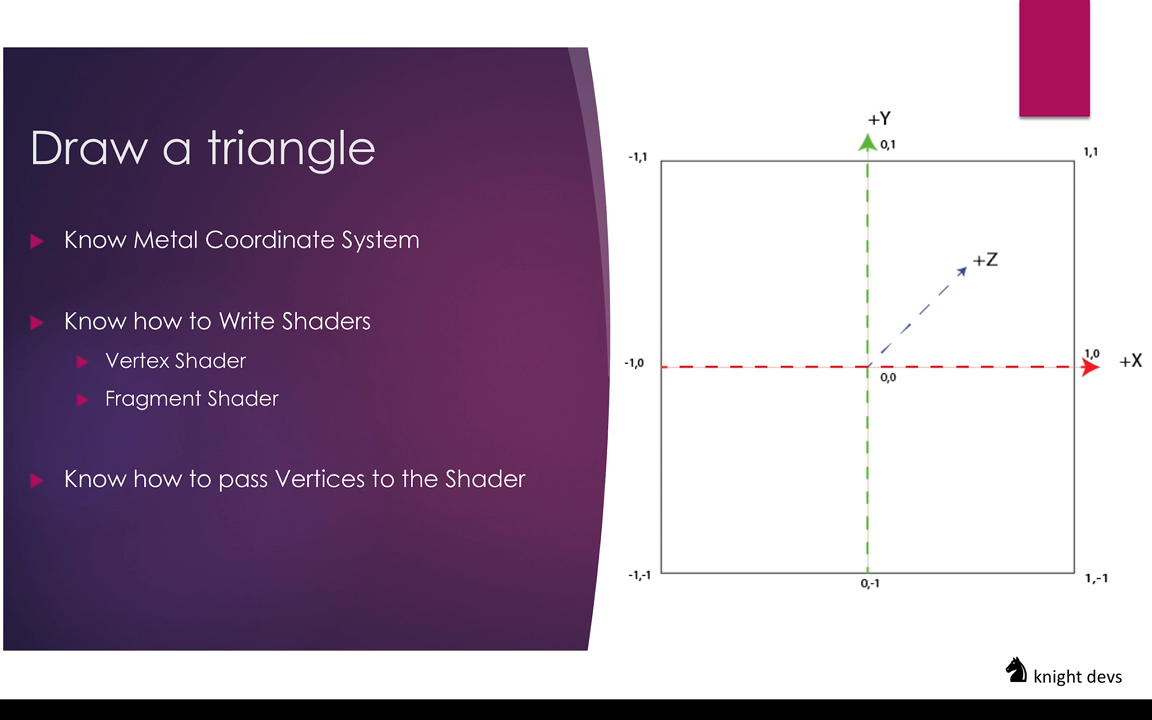 Draw a triangle
Know Metal Coordinate System
Know how to Write Shaders
Vertex Shader
Fragment Shader
Know how to pass Vertices to the Shader
+Y
0,1
-1,1
1,1
+Z
-1,0
1,0
+X
0,0
-1,-1
0,-1
1,-1
knight devs